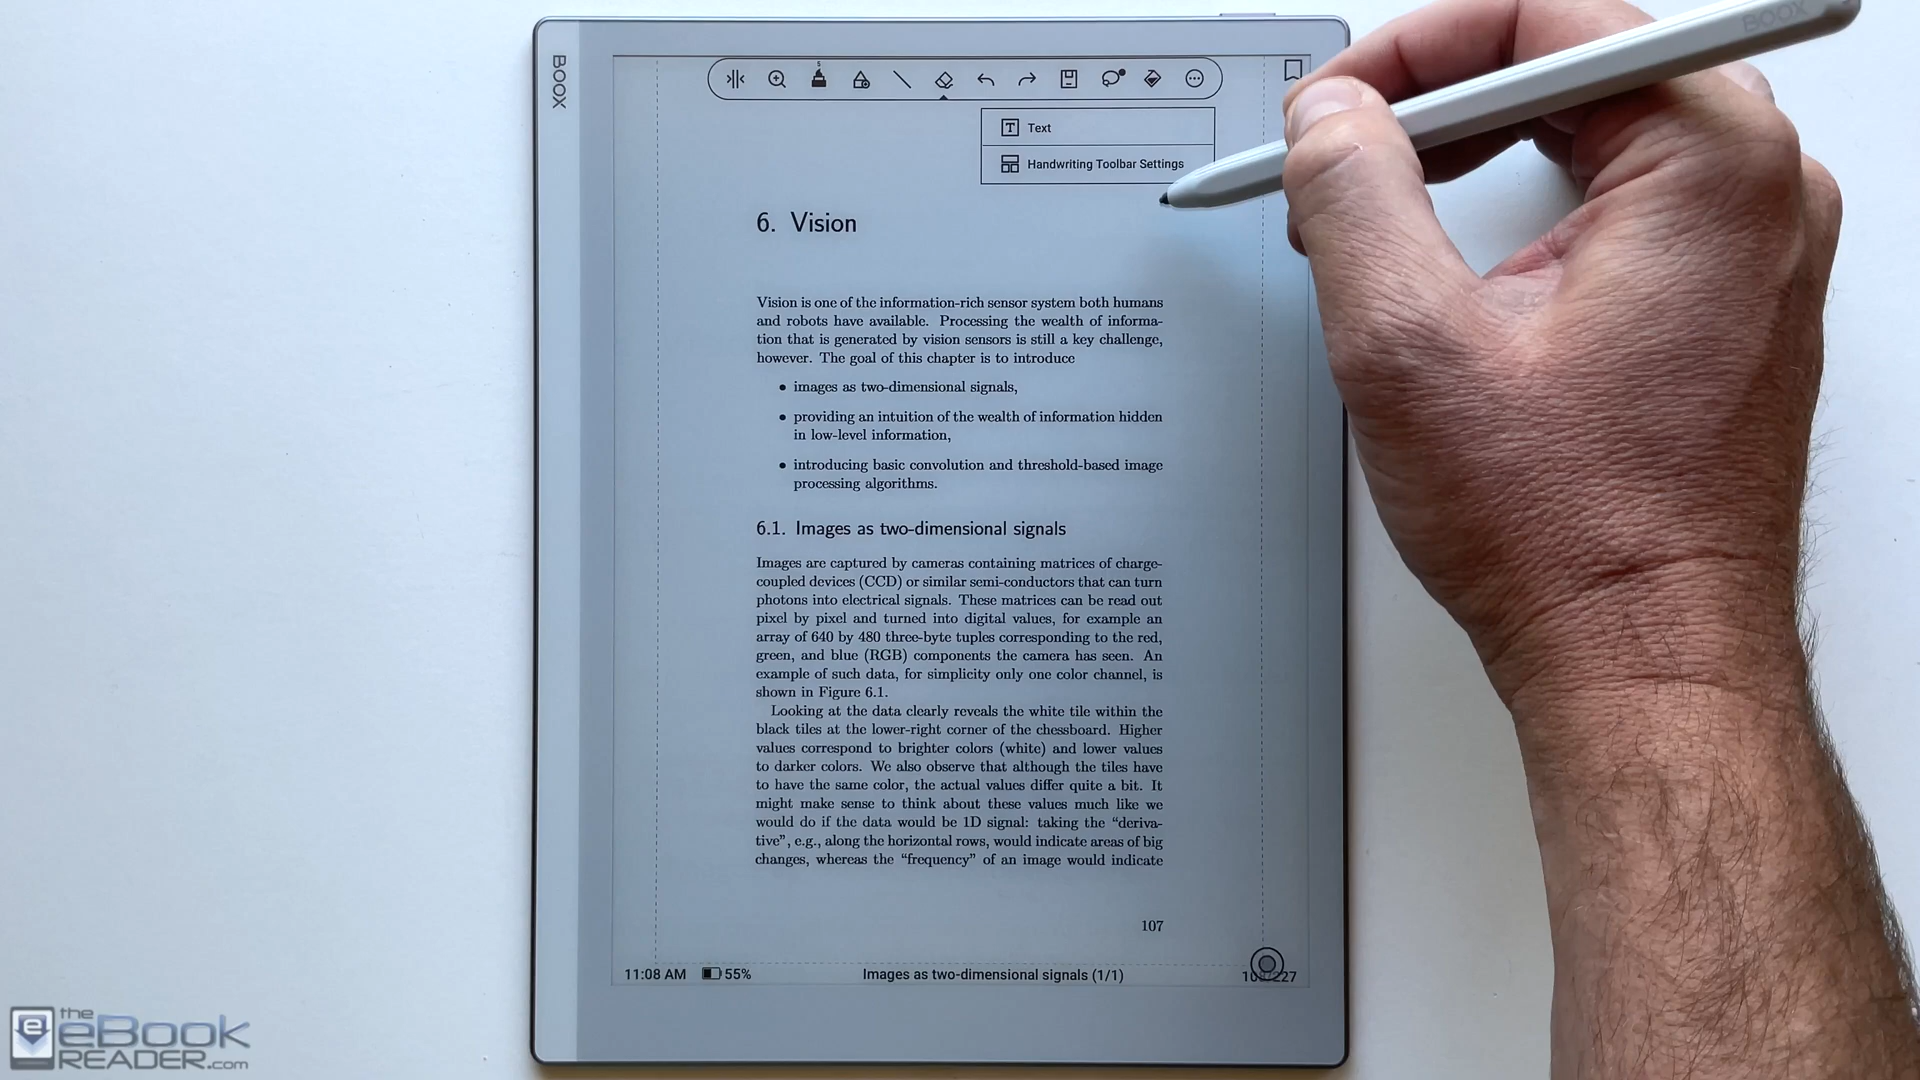 BOOX
BOOX
5
Text
Handwriting Toolbar Settings
6. Vision
Vision is one of the information-rich sensor system both humans
and robots have available. Processing the wealth of informa-
tion that is generated by vision sensors is still a key challenge,
however. The goal of this chapter is to introduce
• images as two-dimensional signals,
• providing an intuition of the wealth of information hidden
in low-level information,
• introducing basic convolution and threshold-based image
processing algorithms.
6.1. Images as two-dimensional signals
Images are captured by cameras containing matrices of charge-
coupled devices (CCD) or similar semi-conductors that can turn
photons into electrical signals. These matrices can be read out
pixel by pixel and turned into digital values, for example an
array of 640 by 480 three-byte tuples corresponding to the red,
green, and blue (RGB) components the camera has seen. An
example of such data, for simplicity only one color channel, is
shown in Figure 6.1.
Looking at the data clearly reveals the white tile within the
black tiles at the lower-right corner of the chessboard. Higher
values correspond to brighter colors (white) and lower values
to darker colors. We also observe that although the tiles have
to have the same color, the actual values differ quite a bit. It
might make sense to think about these values much like we
would do if the data would be 1D signal: taking the “deriva-
tive”, e.g., along the horizontal rows, would indicate areas of big
changes, whereas the “frequency” of an image would indicate
107
11:08 AM 55% Images as two-dimensional signals (1/1)
the
eBook
READER.com